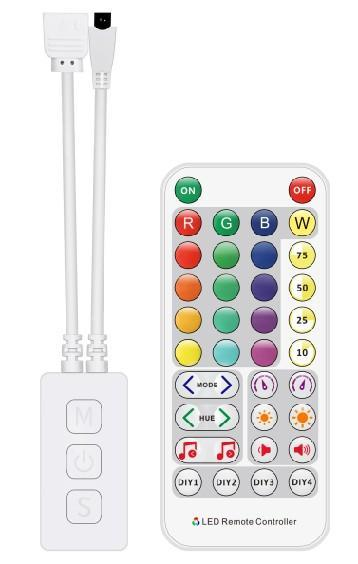 ON OFF
R G B W
75
50
25
10
MODE
HUE
DIY1 DIY2 DIY3 DIY4
LED Remote Controller
M
S